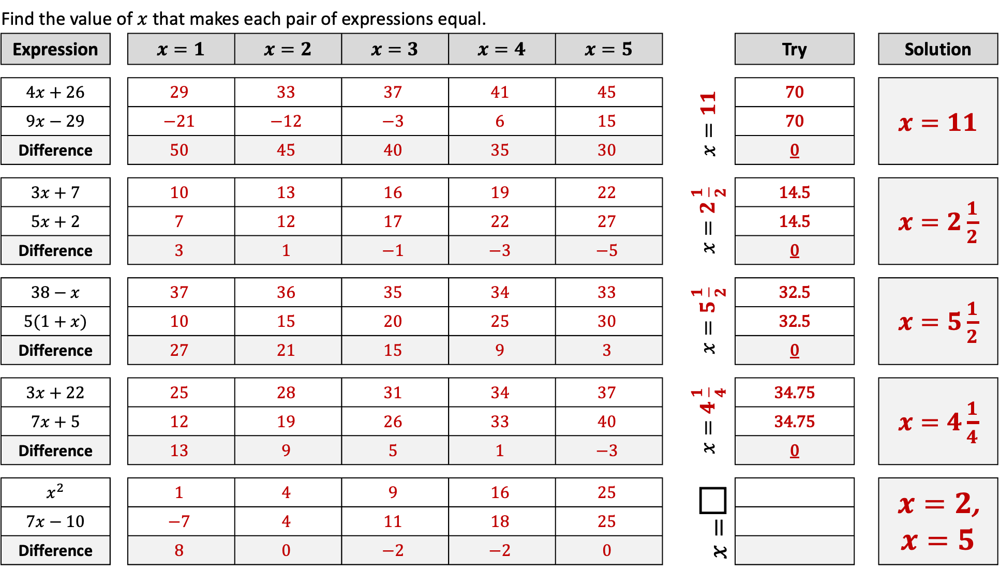 Find the value of x that makes each pair of expressions equal.
Expression x = 1 x = 2 x = 3 x = 4 x = 5 Try Solution
4x + 26 29 33 37 41 45 70
9x − 29 −21 −12 −3 6 15 70
Difference 50 45 40 35 30 0
x = 11
x = 11
3x + 7 10 13 16 19 22 14.5
5x + 2 7 12 17 22 27 14.5
Difference 3 1 −1 −3 −5 0
x = 2 1/2
x = 2 1/2
38 − x 37 36 35 34 33 32.5
5(1 + x) 10 15 20 25 30 32.5
Difference 27 21 15 9 3 0
x = 5 1/2
x = 5 1/2
3x + 22 25 28 31 34 37 34.75
7x + 5 12 19 26 33 40 34.75
Difference 13 9 5 1 −3 0
x = 4 1/4
x = 4 1/4
x² 1 4 9 16 25
7x − 10 −7 4 11 18 25
Difference 8 0 −2 −2 0
x = □
x = 2,
x = 5